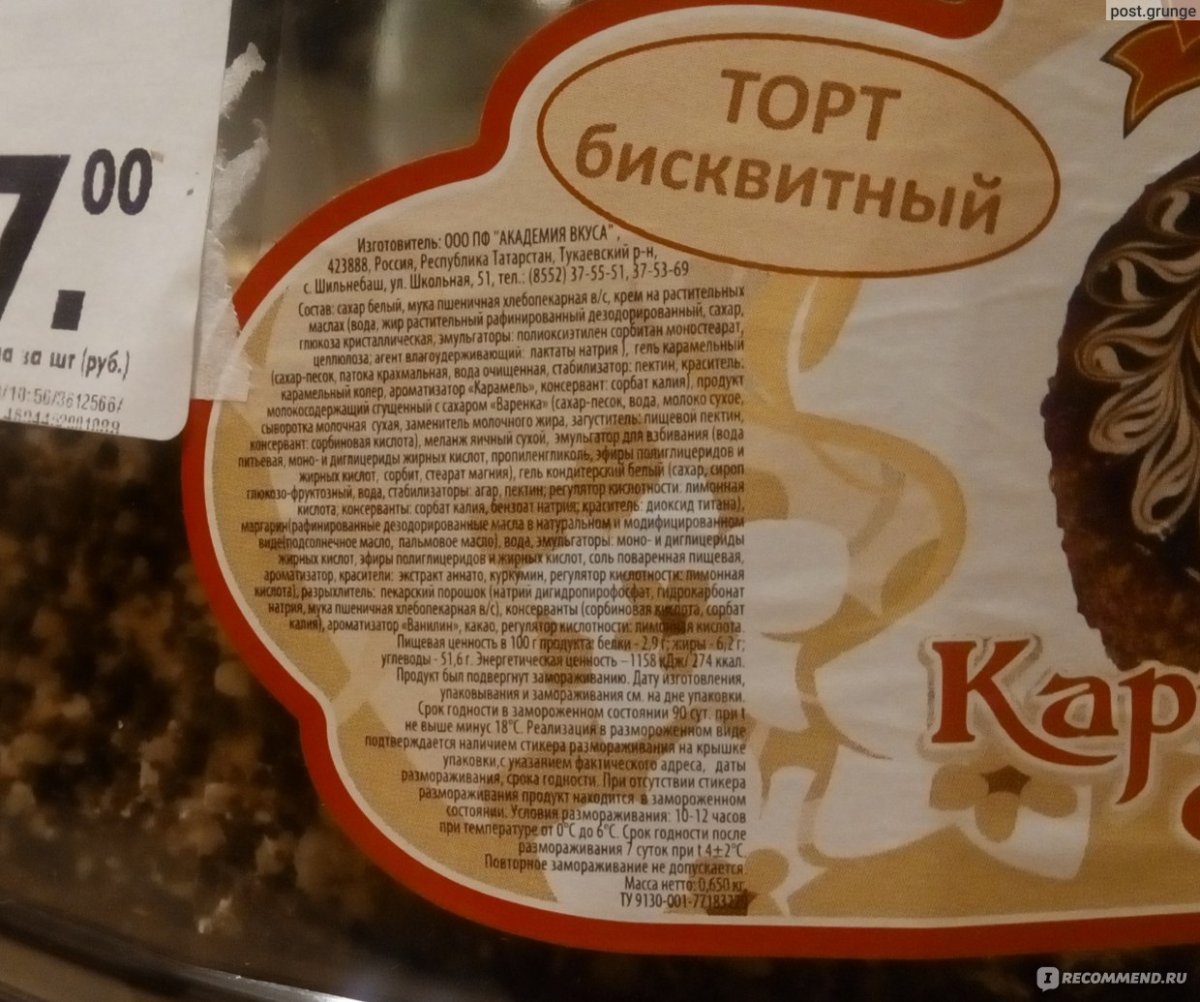 post.grunge
7.00
за шт (руб.)
ТОРТ
бисквитный
Изготовитель: ООО ПФ "АКАДЕМИЯ ВКУСА",
423888, Россия, Республика Татарстан, Тукаевский р-н,
с. Шильнебаш, ул. Школьная, 51, тел.: (8552) 37-55-51, 37-53-69
Состав: сахар белый, мука пшеничная хлебопекарная в/с, крем на растительных
маслах (вода, жир растительный рафинированный дезодорированный, сахар,
глюкоза кристаллическая, эмульгаторы: полиоксиэтилен сорбитан моностеарат,
целлюлоза; агент влагоудерживающий: лактаты натрия ), гель карамельный
(сахар-песок, патока крахмальная, вода очищенная, стабилизатор: пектин, краситель:
карамельный колер, ароматизатор «Карамель», консервант: сорбат калия), продукт
молокосодержащий сгущенный с сахаром «Варенка» (сахар-песок, вода, молоко сухое,
сыворотка молочная сухая, заменитель молочного жира, загуститель: пищевой пектин,
консервант: сорбиновая кислота), меланж яичный сухой, эмульгатор для взбивания (вода
питьевая, моно- и диглицериды жирных кислот, пропиленгликоль, эфиры полиглицеридов и
жирных кислот, сорбит, стеарат магния), гель кондитерский белый (сахар, сироп
глюкозо-фруктозный, вода, стабилизаторы: агар, пектин; регулятор кислотности: лимонная
кислота, консерванты: сорбат калия, бензоат натрия; краситель: диоксид титана),
маргарин(рафинированные дезодорированные масла в натуральном и модифицированном
виде(подсолнечное масло, пальмовое масло), вода, эмульгаторы: моно- и диглицериды
жирных кислот, эфиры полиглицеридов и жирных кислот, соль поваренная пищевая,
ароматизатор, красители: экстракт аннато, куркумин, регулятор кислотности: лимонная
кислота), разрыхлитель: пекарский порошок (натрий дигидропирофосфат, гидрокарбонат
натрия, мука пшеничная хлебопекарная в/с), консерванты (сорбиновая кислота, сорбат
калия), ароматизатор «Ванилин», какао, регулятор кислотности: лимонная кислота.
Пищевая ценность в 100 г продукта: белки - 2,9 г; жиры - 6,2 г;
углеводы - 51,6 г. Энергетическая ценность – 1158 кДж/ 274 ккал.
Продукт был подвергнут замораживанию. Дату изготовления,
упаковывания и замораживания см. на дне упаковки.
Срок годности в замороженном состоянии 90 сут. при t
не выше минус 18°С. Реализация в размороженном виде
подтверждается наличием стикера размораживания на крышке
упаковки,с указанием фактического адреса, даты
размораживания, срока годности. При отсутствии стикера
размораживания продукт находится в замороженном
состоянии. Условия размораживания: 10-12 часов
при температуре от 0°С до 6°С. Срок годности после
размораживания 7 суток при t 4±2°С.
Повторное замораживание не допускается.
Масса нетто: 0,650 кг.
ТУ 9130-001-77183
Кар
IRECOMMEND.RU